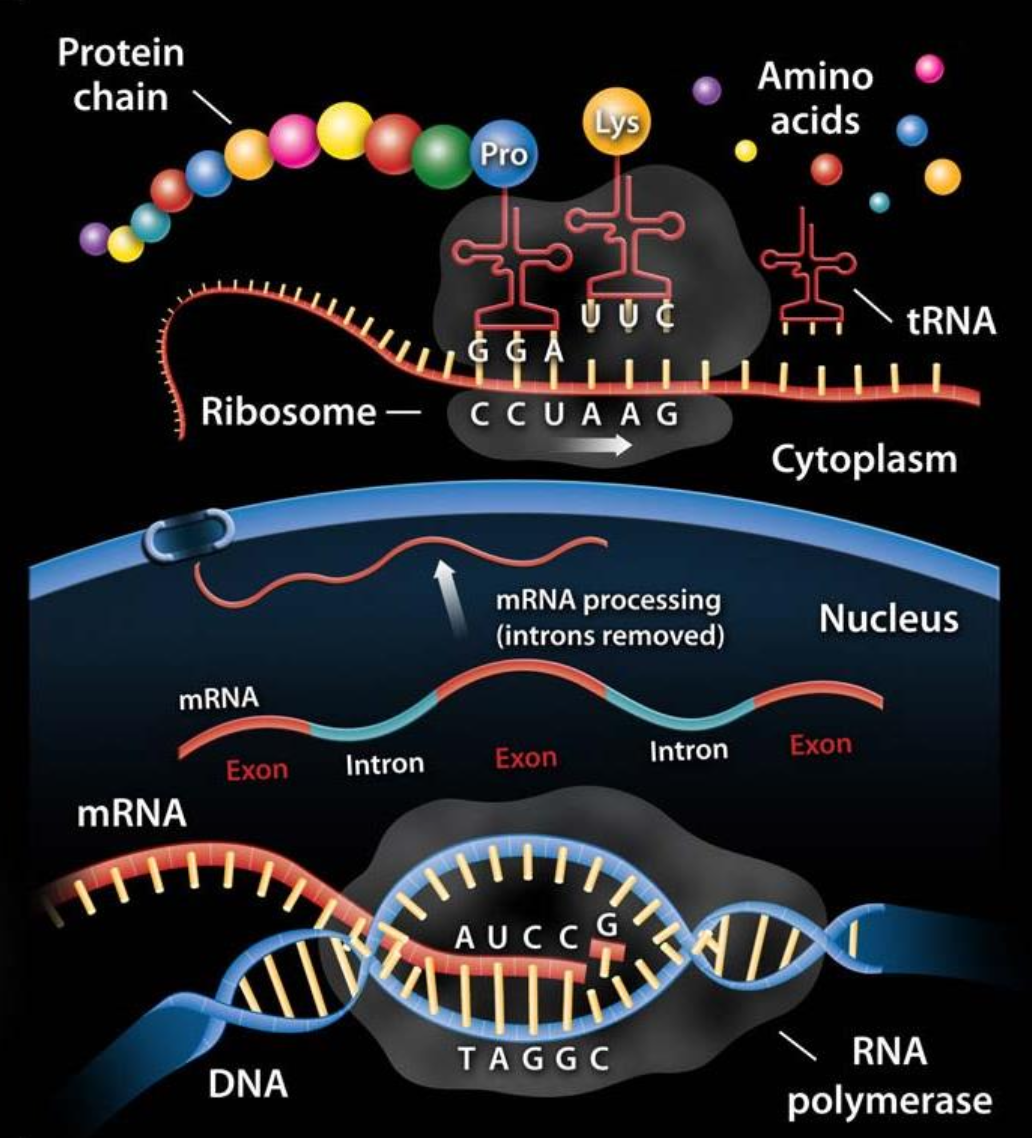 Protein
chain
Lys
Amino
acids
Pro
U U C
tRNA
G G A
Ribosome
C C U A A G
Cytoplasm
mRNA processing
(introns removed)
Nucleus
mRNA
Exon
Intron
Exon
Intron
Exon
mRNA
A U C C G
T A G G C
DNA
RNA
polymerase